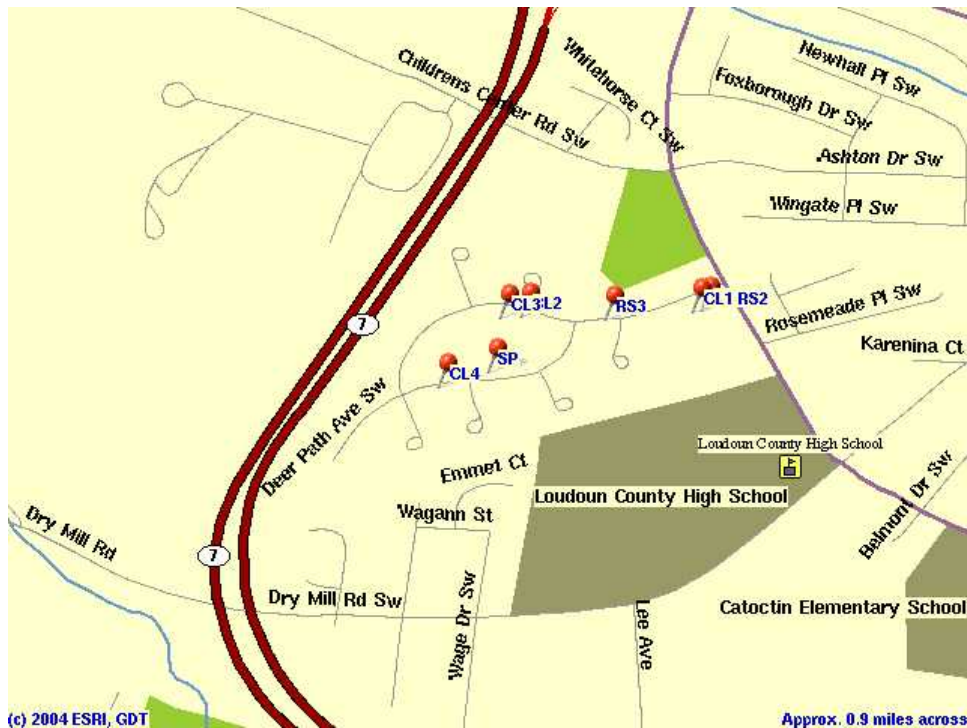 Childrens Center Rd Sw
Whitehorse Ct Sw
Newhall Pl Sw
Foxborough Dr Sw
Ashton Dr Sw
Wingate Pl Sw
CL3
L2
RS3
CL1 RS2
Rosemeade Pl Sw
7
Karenina Ct
SP
CL4
Deer Path Ave Sw
Loudoun County High School
Emmet Ct
Loudoun County High School
Wagann St
Belmont Dr Sw
Dry Mill Rd
7
Dry Mill Rd Sw
Wage Dr Sw
Lee Ave
Catoctin Elementary School
(c) 2004 ESRI, GDT
Approx. 0.9 miles across